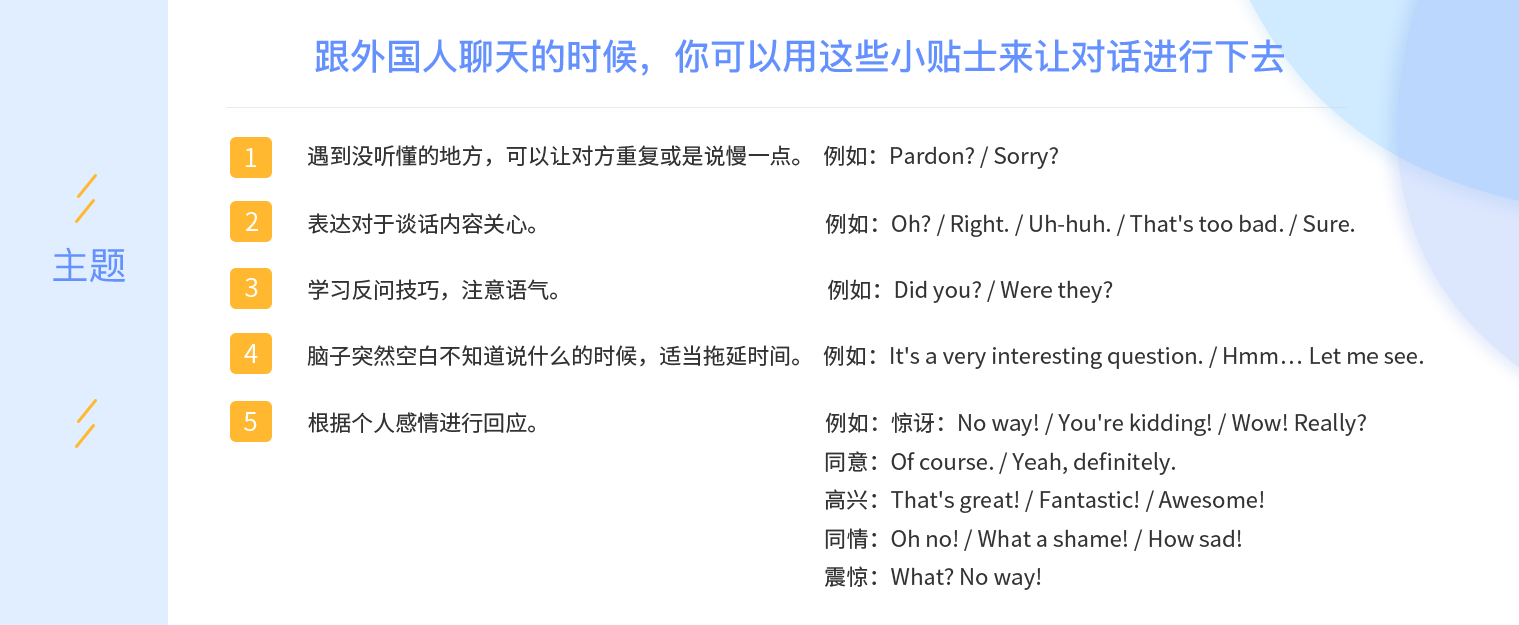 跟外国人聊天的时候，你可以用这些小贴士来让对话进行下去
主题
1 遇到没听懂的地方，可以让对方重复或是说慢一点。 例如：Pardon? / Sorry?
2 表达对于谈话内容关心。 例如：Oh? / Right. / Uh-huh. / That's too bad. / Sure.
3 学习反问技巧，注意语气。 例如：Did you? / Were they?
4 脑子突然空白不知道说什么的时候，适当拖延时间。 例如：It's a very interesting question. / Hmm… Let me see.
5 根据个人感情进行回应。 例如：惊讶：No way! / You're kidding! / Wow! Really?
同意：Of course. / Yeah, definitely.
高兴：That's great! / Fantastic! / Awesome!
同情：Oh no! / What a shame! / How sad!
震惊：What? No way!